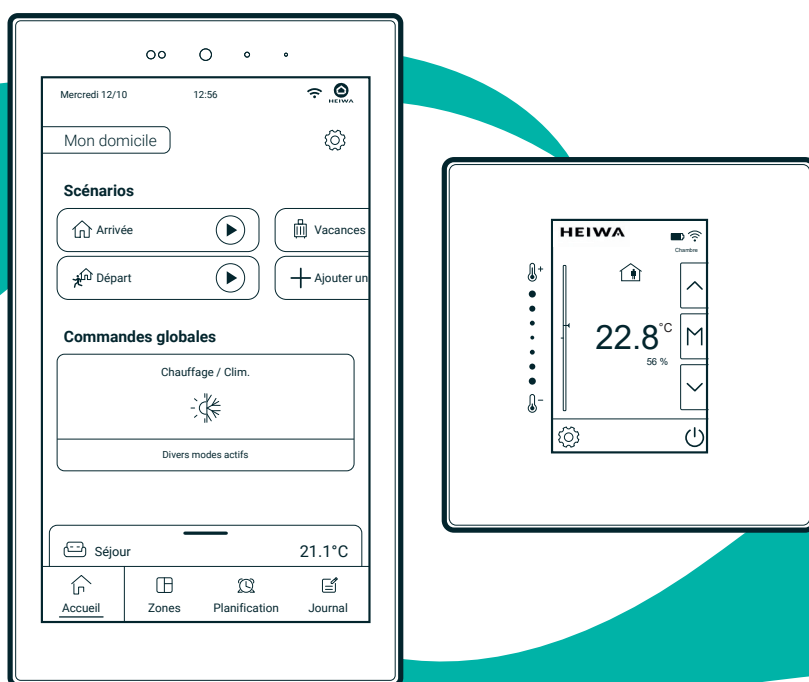 Mercredi 12/10 12:56
HEIWA
Mon domicile
Scénarios
Arrivée Vacances
Départ Ajouter un
Commandes globales
Chauffage / Clim.
Divers modes actifs
Séjour 21.1°C
Accueil Zones Planification Journal
HEIWA
Chambre
22.8°C
M
56 %